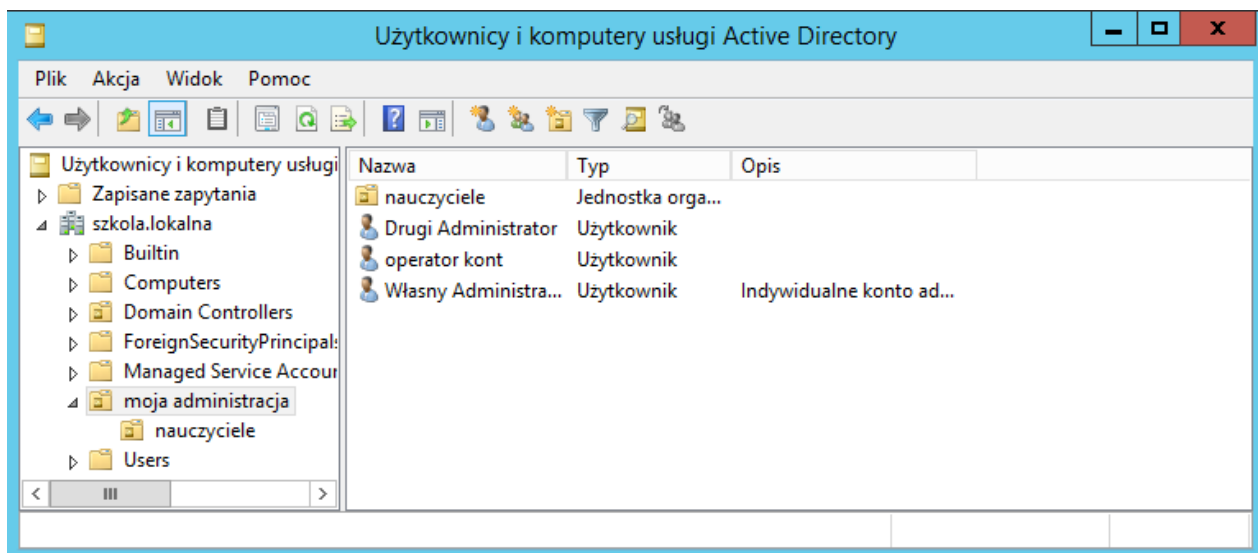 Użytkownicy i komputery usługi Active Directory
Plik Akcja Widok Pomoc
Użytkownicy i komputery usługi
Zapisane zapytania
szkola.lokalna
Builtin
Computers
Domain Controllers
ForeignSecurityPrincipals
Managed Service Accour
moja administracja
nauczyciele
Users
Nazwa Typ Opis
nauczyciele Jednostka orga...
Drugi Administrator Użytkownik
operator kont Użytkownik
Własny Administra... Użytkownik Indywidualne konto ad...